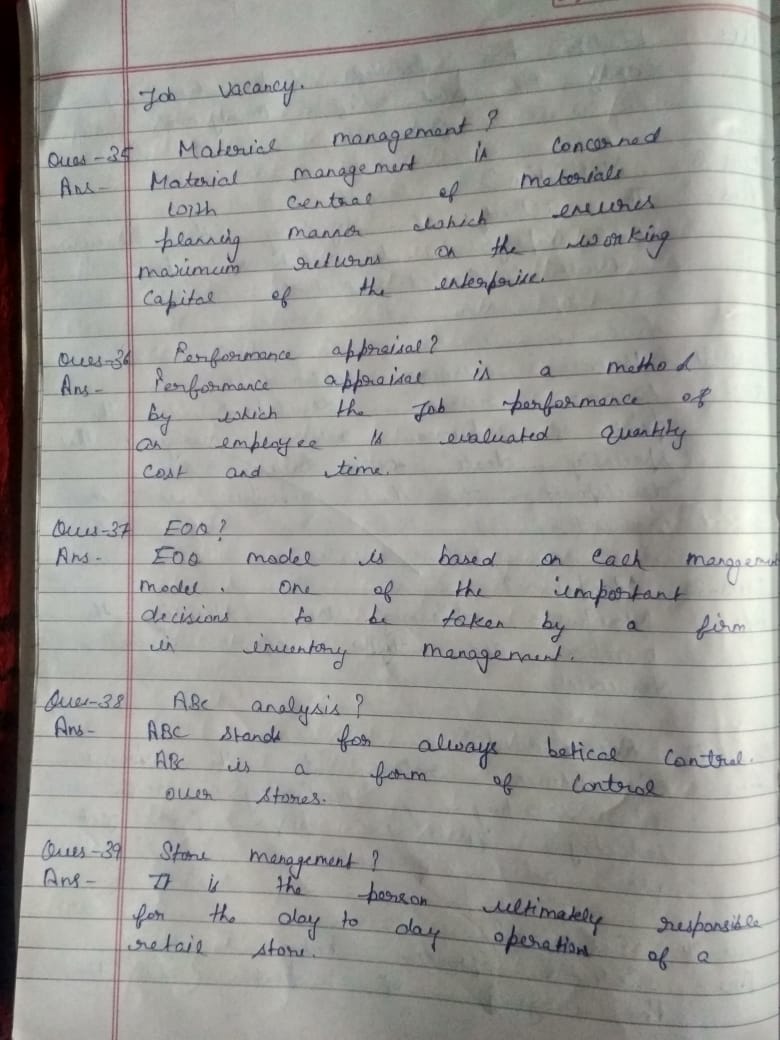 Job vacancy.
Ques-35 Material management?
Ans- Material management is concerned
with central of materials
planning manner which ensures
maximum returns on the working
capital of the enterprise.
Ques-36 Performance appraisal?
Ans- Performance appraisal is a method
by which the job performance of
an employee is evaluated quantity
cost and time.
Ques-37 EOQ?
Ans- EOQ model is based on Cash management
model. One of the important
decisions to be taken by a firm
in inventory management.
Ques-38 ABC analysis?
Ans- ABC stands for always betical control.
ABC is a form of control
over stores.
Ques-39 Store management?
Ans- It is the person ultimately responsible
for the day to day operation of a
retail store.